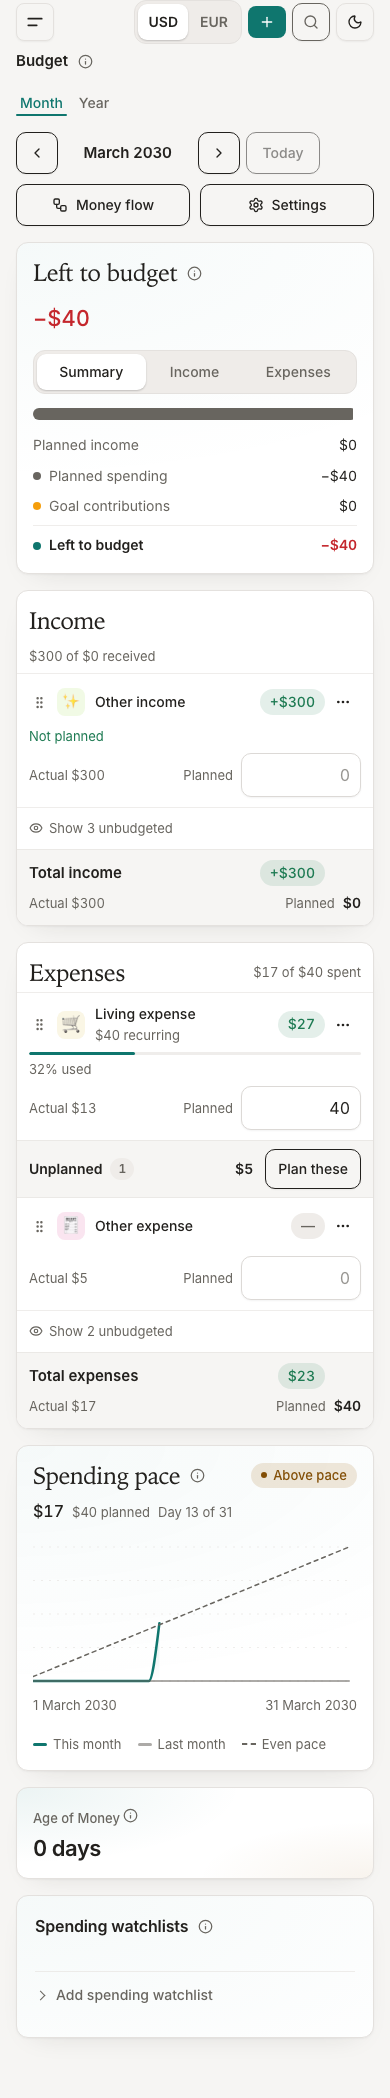 USD EUR
Budget
Month Year
March 2030 Today
Money flow Settings
Left to budget
−$40
Summary Income Expenses
Planned income $0
Planned spending −$40
Goal contributions $0
Left to budget −$40
Income
$300 of $0 received
Other income +$300
Not planned
Actual $300 Planned 0
Show 3 unbudgeted
Total income +$300
Actual $300 Planned $0
Expenses $17 of $40 spent
Living expense $27
$40 recurring
32% used
Actual $13 Planned 40
Unplanned 1 $5 Plan these
Other expense —
Actual $5 Planned 0
Show 2 unbudgeted
Total expenses $23
Actual $17 Planned $40
Spending pace Above pace
$17 $40 planned Day 13 of 31
1 March 2030 31 March 2030
This month Last month Even pace
Age of Money
0 days
Spending watchlists
Add spending watchlist